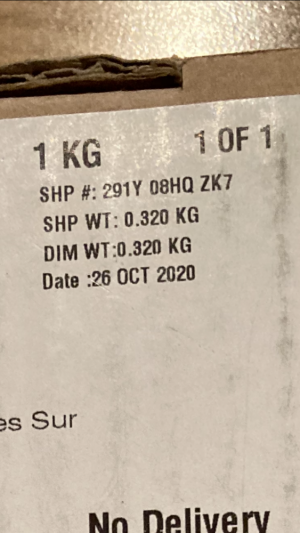 1 KG 1 OF 1
SHP #: 291Y 08HQ ZK7
SHP WT: 0.320 KG
DIM WT:0.320 KG
Date :26 OCT 2020
es Sur
No Delivery